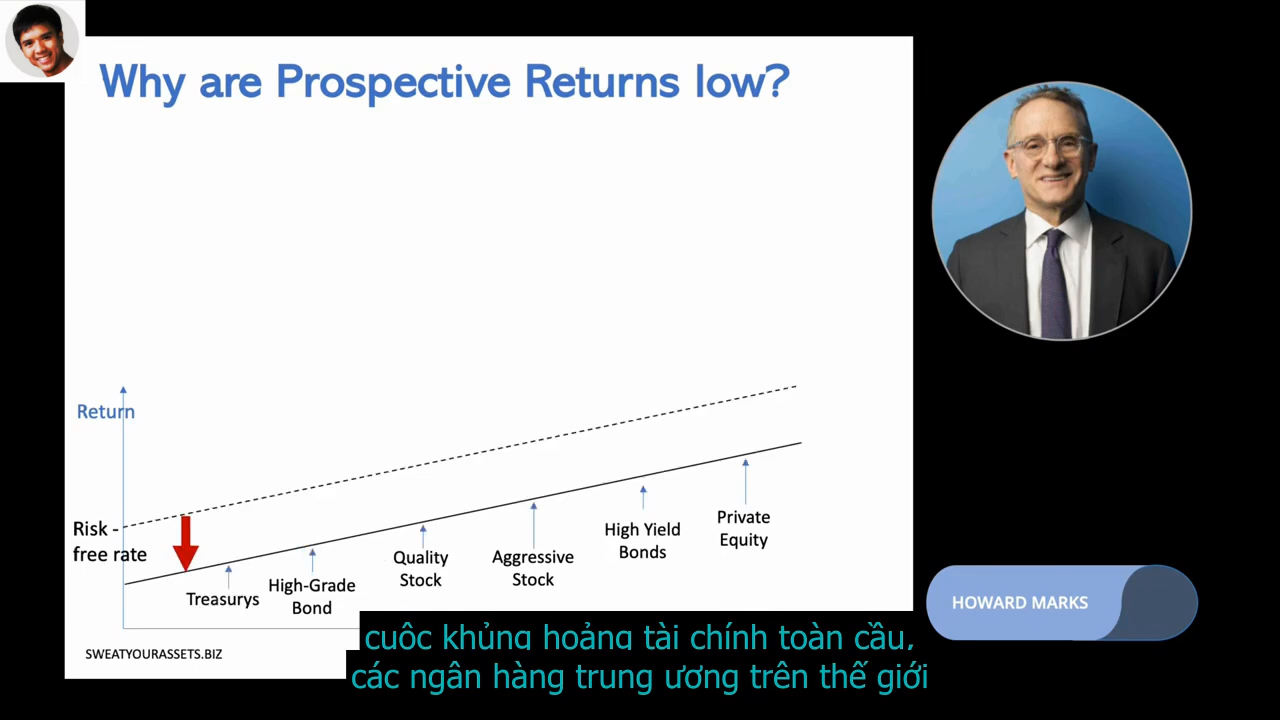 Why are Prospective Returns low?
Return
Risk -
free rate
Treasurys
High-Grade
Bond
Quality
Stock
Aggressive
Stock
High Yield
Bonds
Private
Equity
SWEATYOURASSETS.BIZ
HOWARD MARKS
cuộc khủng hoảng tài chính toàn cầu,
các ngân hàng trung ương trên thế giới